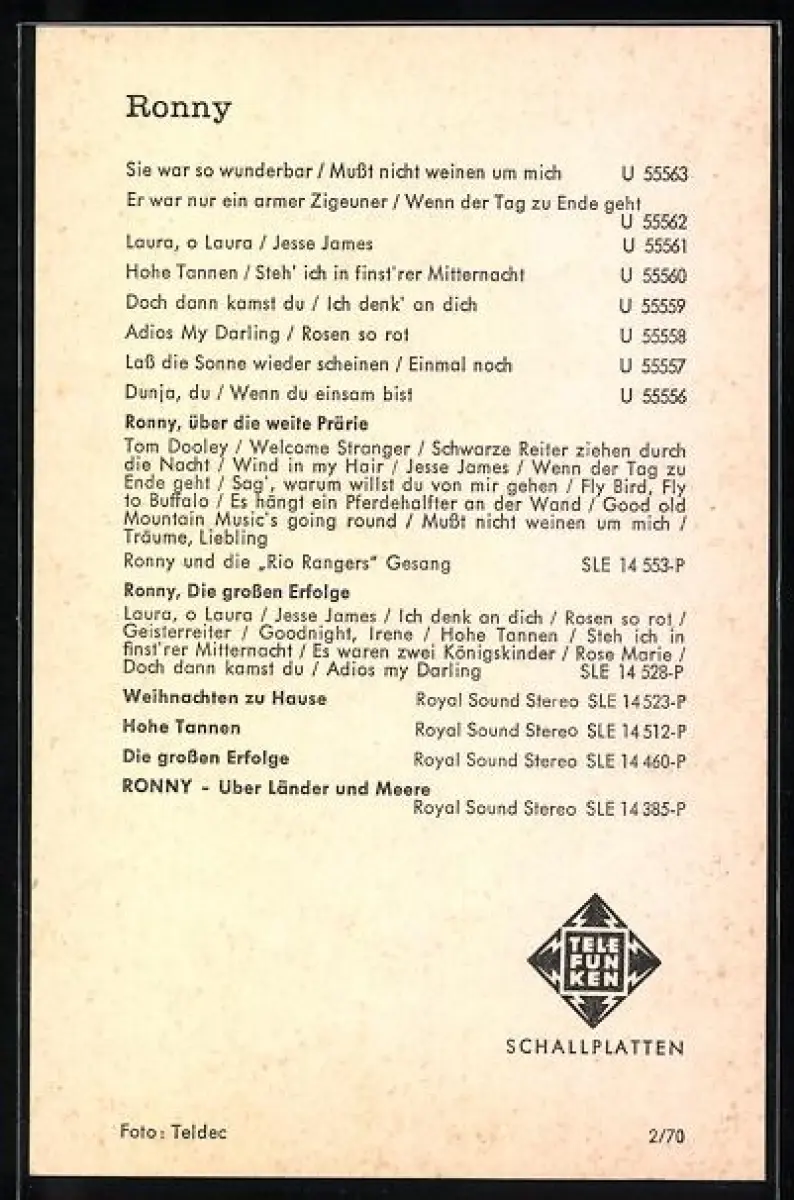 Ronny
Sie war so wunderbar / Mußt nicht weinen um mich U 55563
Er war nur ein armer Zigeuner / Wenn der Tag zu Ende geht
U 55562
Laura, o Laura / Jesse James U 55561
Hohe Tannen / Steh' ich in finst'rer Mitternacht U 55560
Doch dann kamst du / Ich denk' an dich U 55559
Adios My Darling / Rosen so rot U 55558
Laß die Sonne wieder scheinen / Einmal noch U 55557
Dunja, du / Wenn du einsam bist U 55556
Ronny, über die weite Prärie
Tom Dooley / Welcome Stranger / Schwarze Reiter ziehen durch
die Nacht / Wind in my Hair / Jesse James / Wenn der Tag zu
Ende geht / Sag', warum willst du von mir gehen / Fly Bird, Fly
to Buffalo / Es hängt ein Pferdehalfter an der Wand / Good old
Mountain Music's going round / Mußt nicht weinen um mich /
Träume, Liebling
Ronny und die „Rio Rangers" Gesang SLE 14 553-P
Ronny, Die großen Erfolge
Laura, o Laura / Jesse James / Ich denk an dich / Rosen so rot /
Geisterreiter / Goodnight, Irene / Hohe Tannen / Steh ich in
finst'rer Mitternacht / Es waren zwei Königskinder / Rose Marie /
Doch dann kamst du / Adios my Darling SLE 14 528-P
Weihnachten zu Hause Royal Sound Stereo SLE 14 523-P
Hohe Tannen Royal Sound Stereo SLE 14 512-P
Die großen Erfolge Royal Sound Stereo SLE 14 460-P
RONNY - Uber Länder und Meere
Royal Sound Stereo SLE 14 385-P
TELE
FUN
KEN
SCHALLPLATTEN
Foto: Teldec 2/70